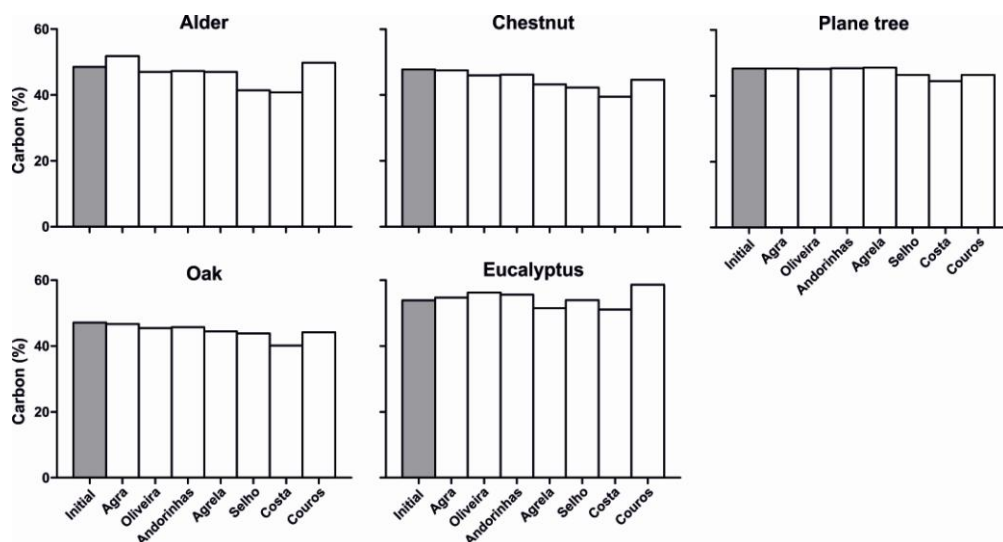 Alder
Chestnut
Plane tree
Carbon (%)
60
40
20
0
Initial
Agra
Oliveira
Andorinhas
Agrela
Selho
Costa
Couros
Oak
Eucalyptus
Carbon (%)
60
40
20
0
Initial
Agra
Oliveira
Andorinhas
Agrela
Selho
Costa
Couros
Initial
Agra
Oliveira
Andorinhas
Agrela
Selho
Costa
Couros